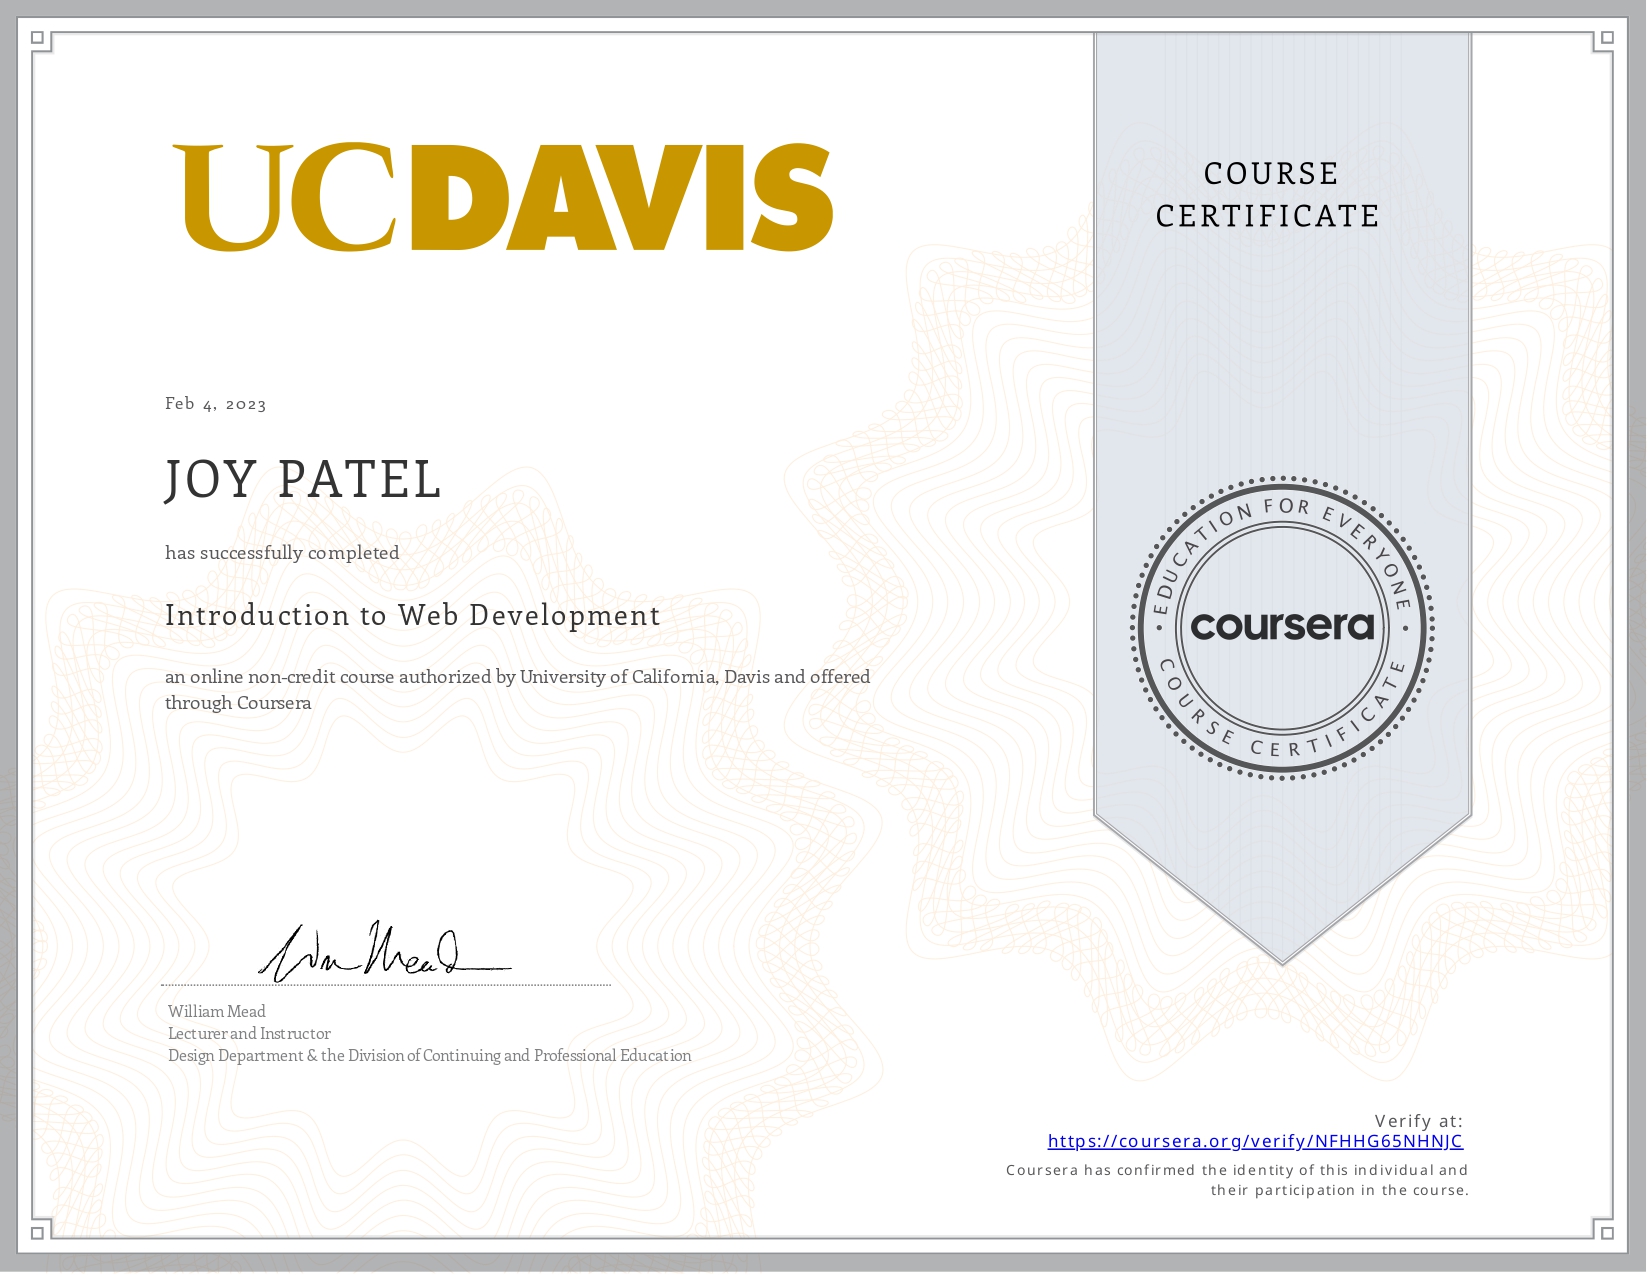 UCDAVIS
COURSE
CERTIFICATE
Feb 4, 2023
JOY PATEL
has successfully completed
Introduction to Web Development
an online non-credit course authorized by University of California, Davis and offered
through Coursera
EDUCATION FOR EVERYONE
coursera
COURSE CERTIFICATE
William Mead
Lecturer and Instructor
Design Department & the Division of Continuing and Professional Education
Verify at:
https://coursera.org/verify/NFHHG65NHNJC
Coursera has confirmed the identity of this individual and
their participation in the course.